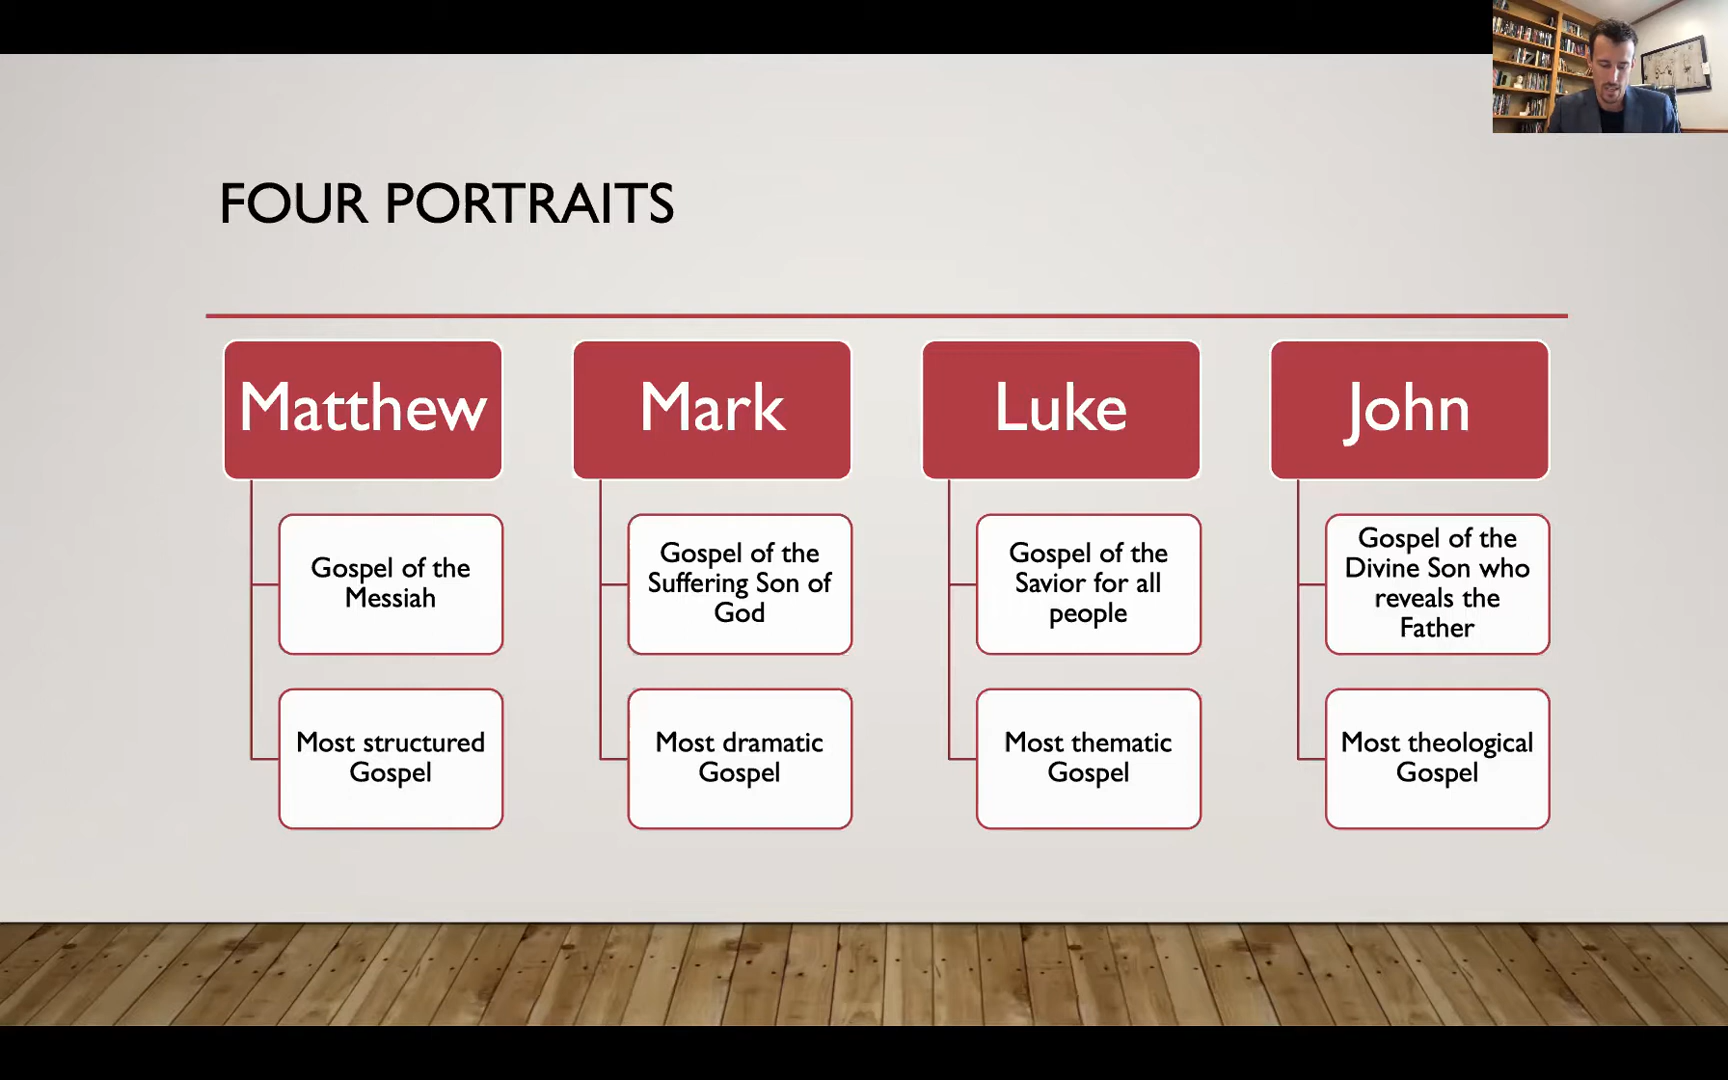 FOUR PORTRAITS
Matthew
Gospel of the
Messiah
Most structured
Gospel
Mark
Gospel of the
Suffering Son of
God
Most dramatic
Gospel
Luke
Gospel of the
Savior for all
people
Most thematic
Gospel
John
Gospel of the
Divine Son who
reveals the
Father
Most theological
Gospel